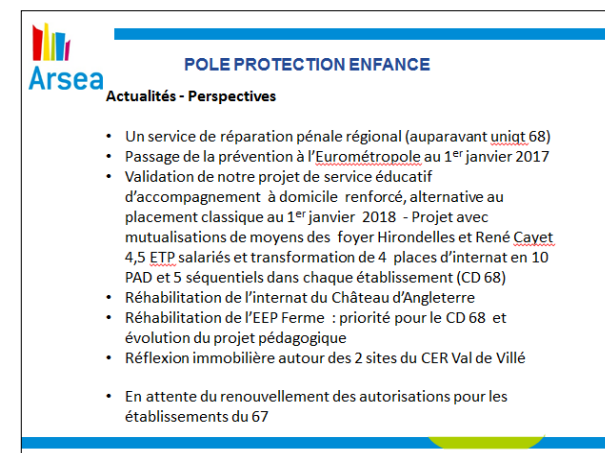 Arsea
POLE PROTECTION ENFANCE
Actualités - Perspectives
• Un service de réparation pénale régional (auparavant uniqt 68)
• Passage de la prévention à l'Eurométropole au 1er janvier 2017
• Validation de notre projet de service éducatif
d'accompagnement à domicile renforcé, alternative au
placement classique au 1er janvier 2018 - Projet avec
mutualisations de moyens des foyer Hirondelles et René Cayet
4,5 ETP salariés et transformation de 4 places d'internat en 10
PAD et 5 séquentiels dans chaque établissement (CD 68)
• Réhabilitation de l'internat du Château d'Angleterre
• Réhabilitation de l'EEP Ferme : priorité pour le CD 68 et
évolution du projet pédagogique
• Réflexion immobilière autour des 2 sites du CER Val de Villé
• En attente du renouvellement des autorisations pour les
établissements du 67